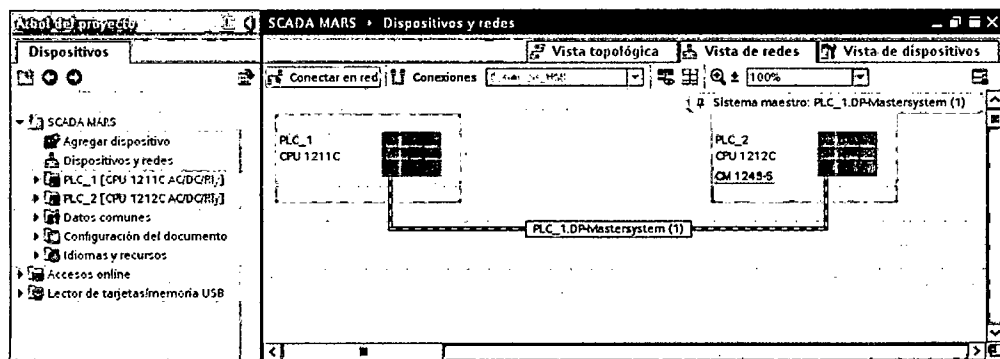 Árbol del proyecto
SCADA MARS ▸ Dispositivos y redes
Dispositivos
Vista topológica
Vista de redes
Vista de dispositivos
Conectar en red
Conexiones
100%
Sistema maestro: PLC_1.DP-Mastersystem (1)
SCADA MARS
Agregar dispositivo
Dispositivos y redes
PLC_1 [CPU 1211C AC/DC/Rly]
PLC_2 [CPU 1212C AC/DC/Rly]
Datos comunes
Configuración del documento
Idiomas y recursos
Accesos online
Lector de tarjetas/memoria USB
PLC_1
CPU 1211C
PLC_2
CPU 1212C
CM 1243-5
PLC_1.DP-Mastersystem (1)